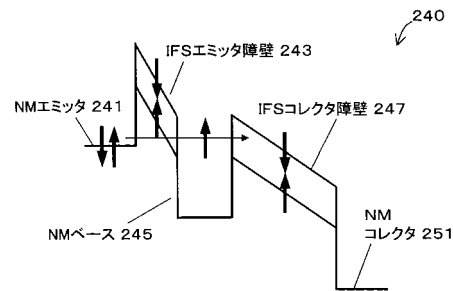 240
IFSエミッタ障壁 243
NMエミッタ 241
IFSコレクタ障壁 247
NMベース 245
NM
コレクタ 251